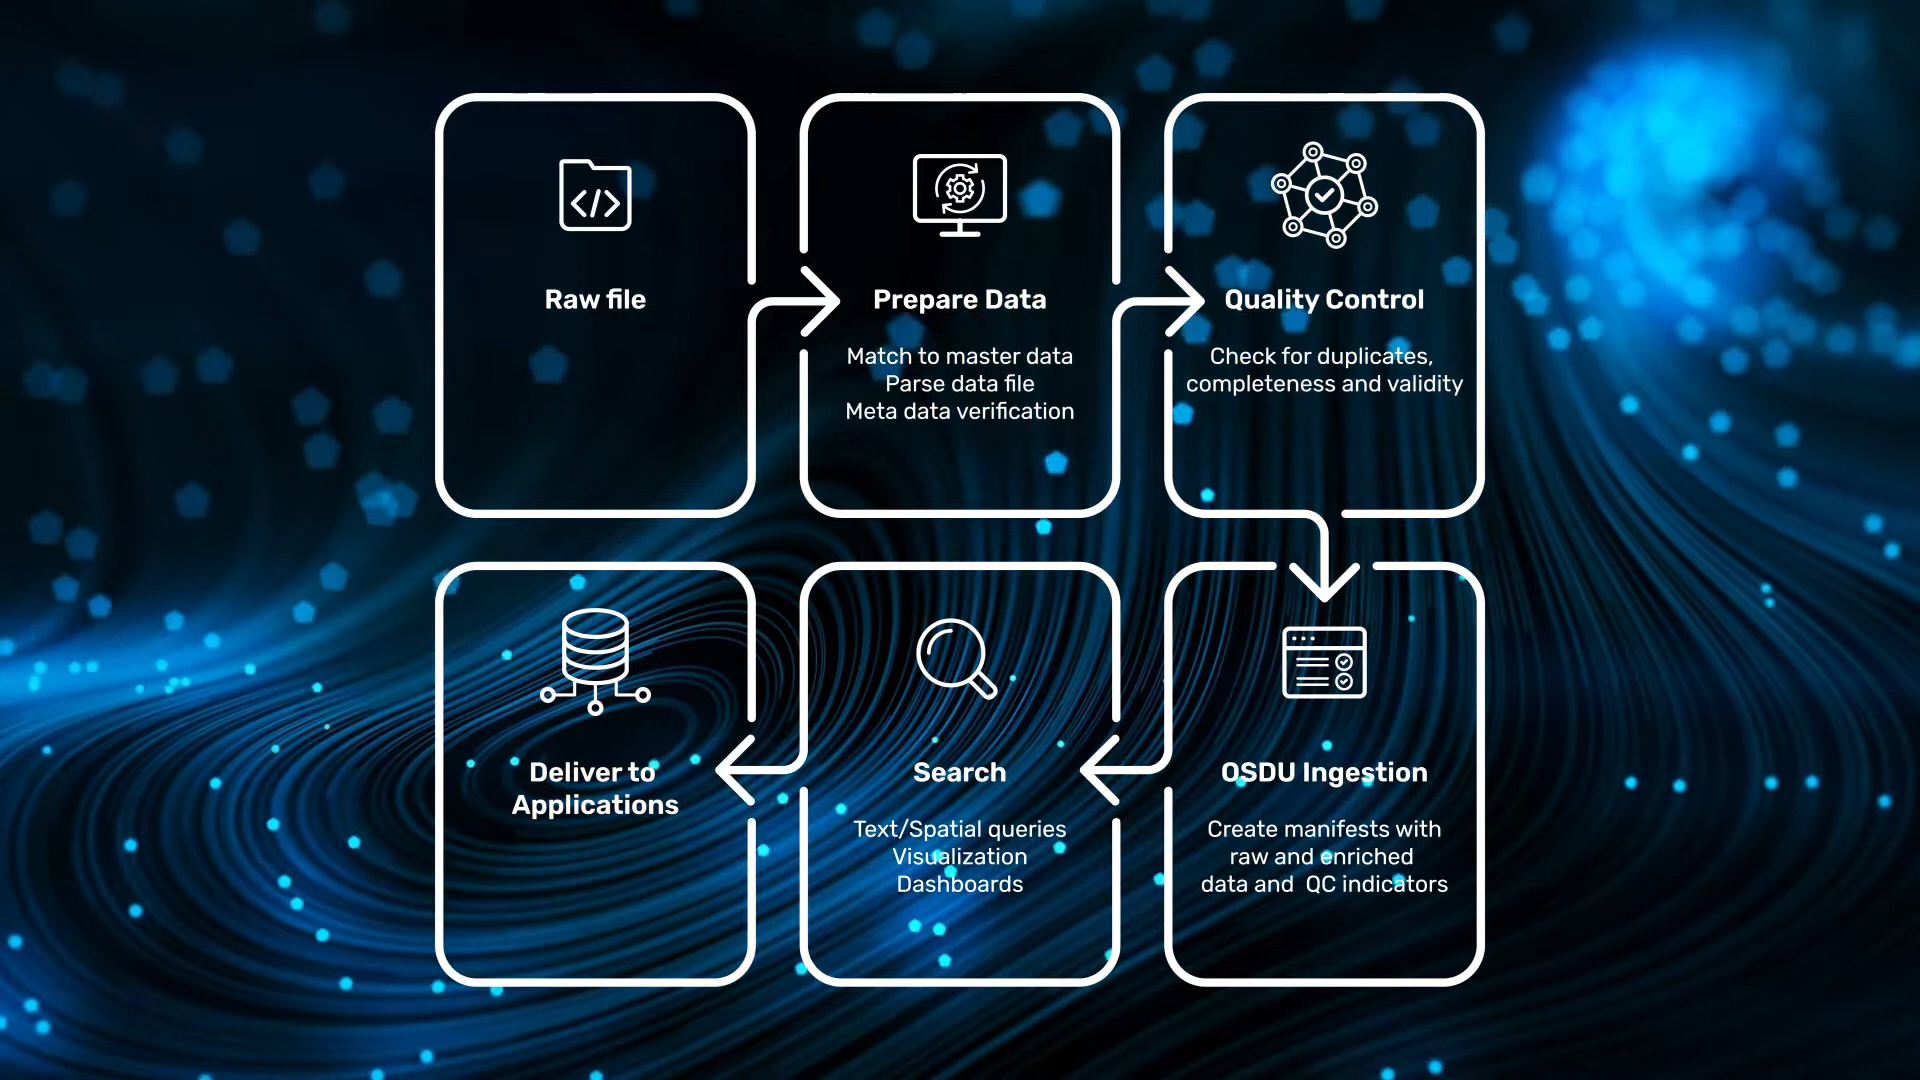 Raw file
Prepare Data
Match to master data
Parse data file
Meta data verification
Quality Control
Check for duplicates,
completeness and validity
OSDU Ingestion
Create manifests with
raw and enriched
data and  QC indicators
Search
Text/Spatial queries
Visualization
Dashboards
Deliver to
Applications